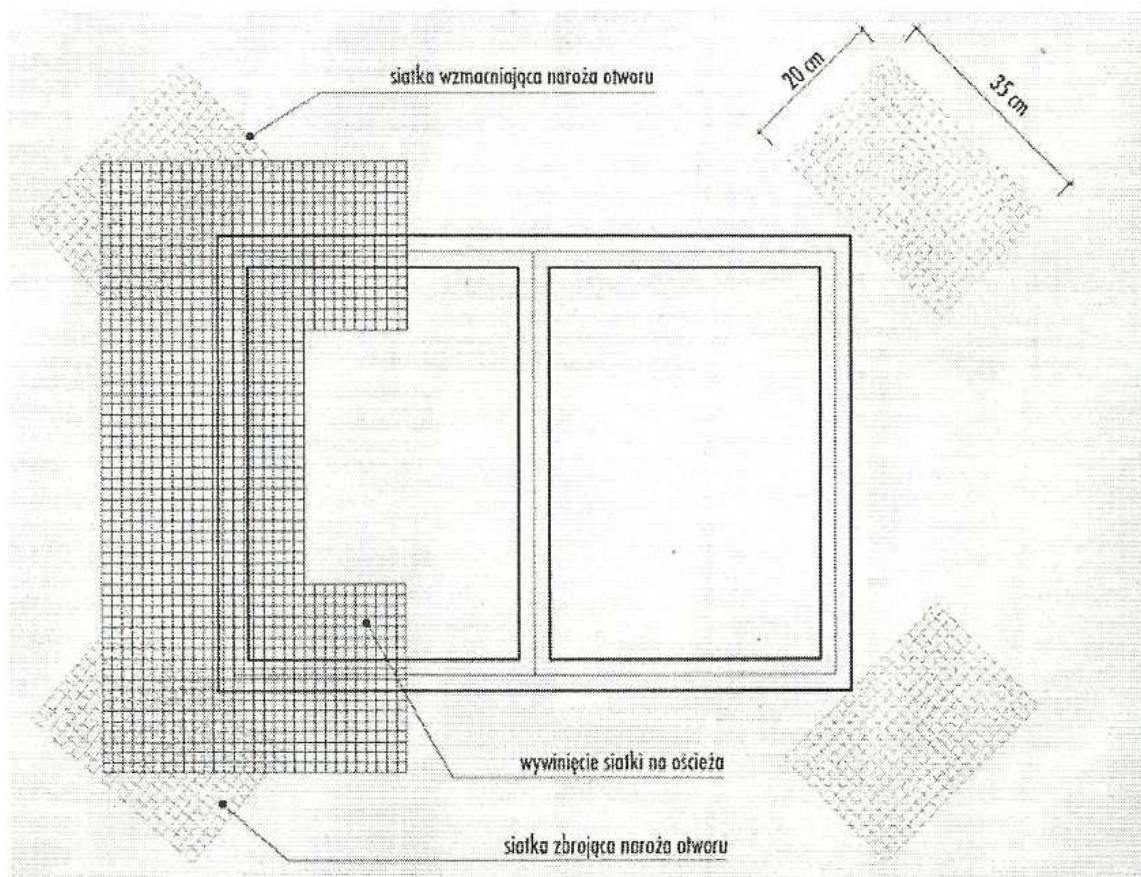 siatka wzmacniająca naroża otworu
20 cm
35 cm
wywinięcie siatki na ościeża
siatka zbrojąca naroża otworu